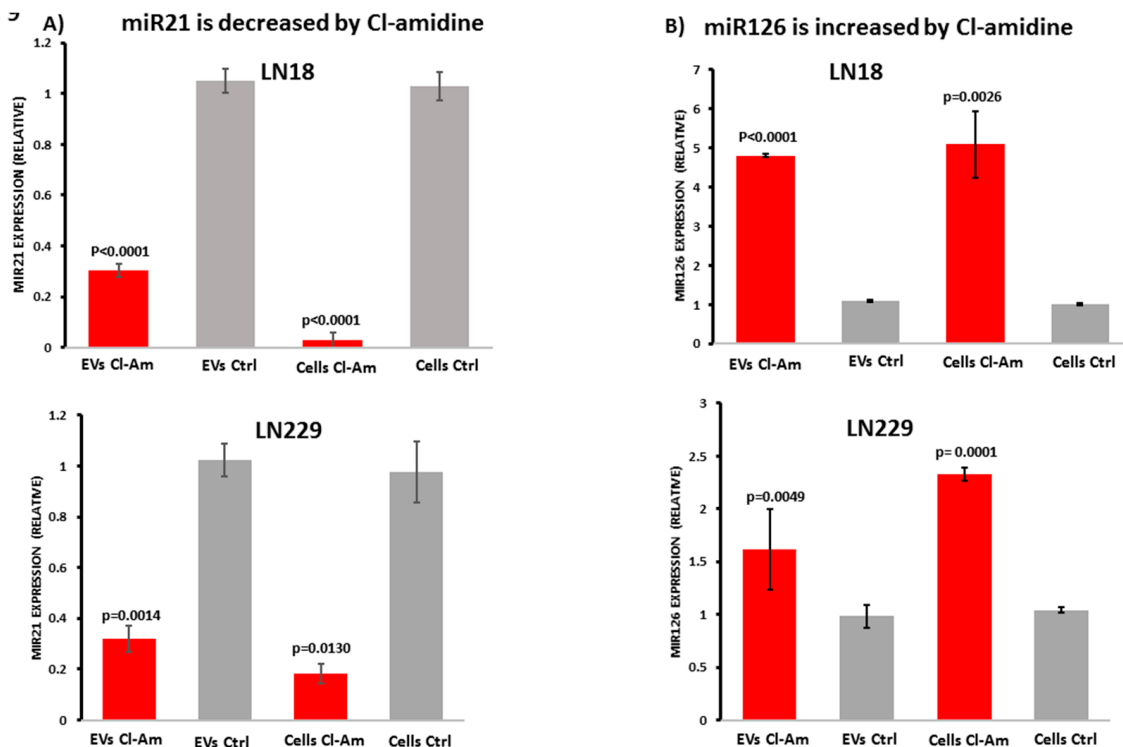 A) miR21 is decreased by Cl-amidine
LN18
MIR21 EXPRESSION (RELATIVE)
1.2
1
0.8
0.6
0.4
0.2
0
P<0.0001
p<0.0001
EVs Cl-Am EVs Ctrl Cells Cl-Am Cells Ctrl
LN229
MIR21 EXPRESSION (RELATIVE)
1.2
1
0.8
0.6
0.4
0.2
0
p=0.0014
p=0.0130
EVs Cl-Am EVs Ctrl Cells Cl-Am Cells Ctrl
B) miR126 is increased by Cl-amidine
LN18
MIR126 EXPRESSION (RELATIVE)
7
6
5
4
3
2
1
0
P<0.0001
p=0.0026
EVs Cl-Am EVs Ctrl Cells Cl-Am Cells Ctrl
LN229
MIR126 EXPRESSION (RELATIVE)
3
2.5
2
1.5
1
0.5
0
p=0.0049
p= 0.0001
EVs Cl-Am EVs Ctrl Cells Cl-Am Cells Ctrl